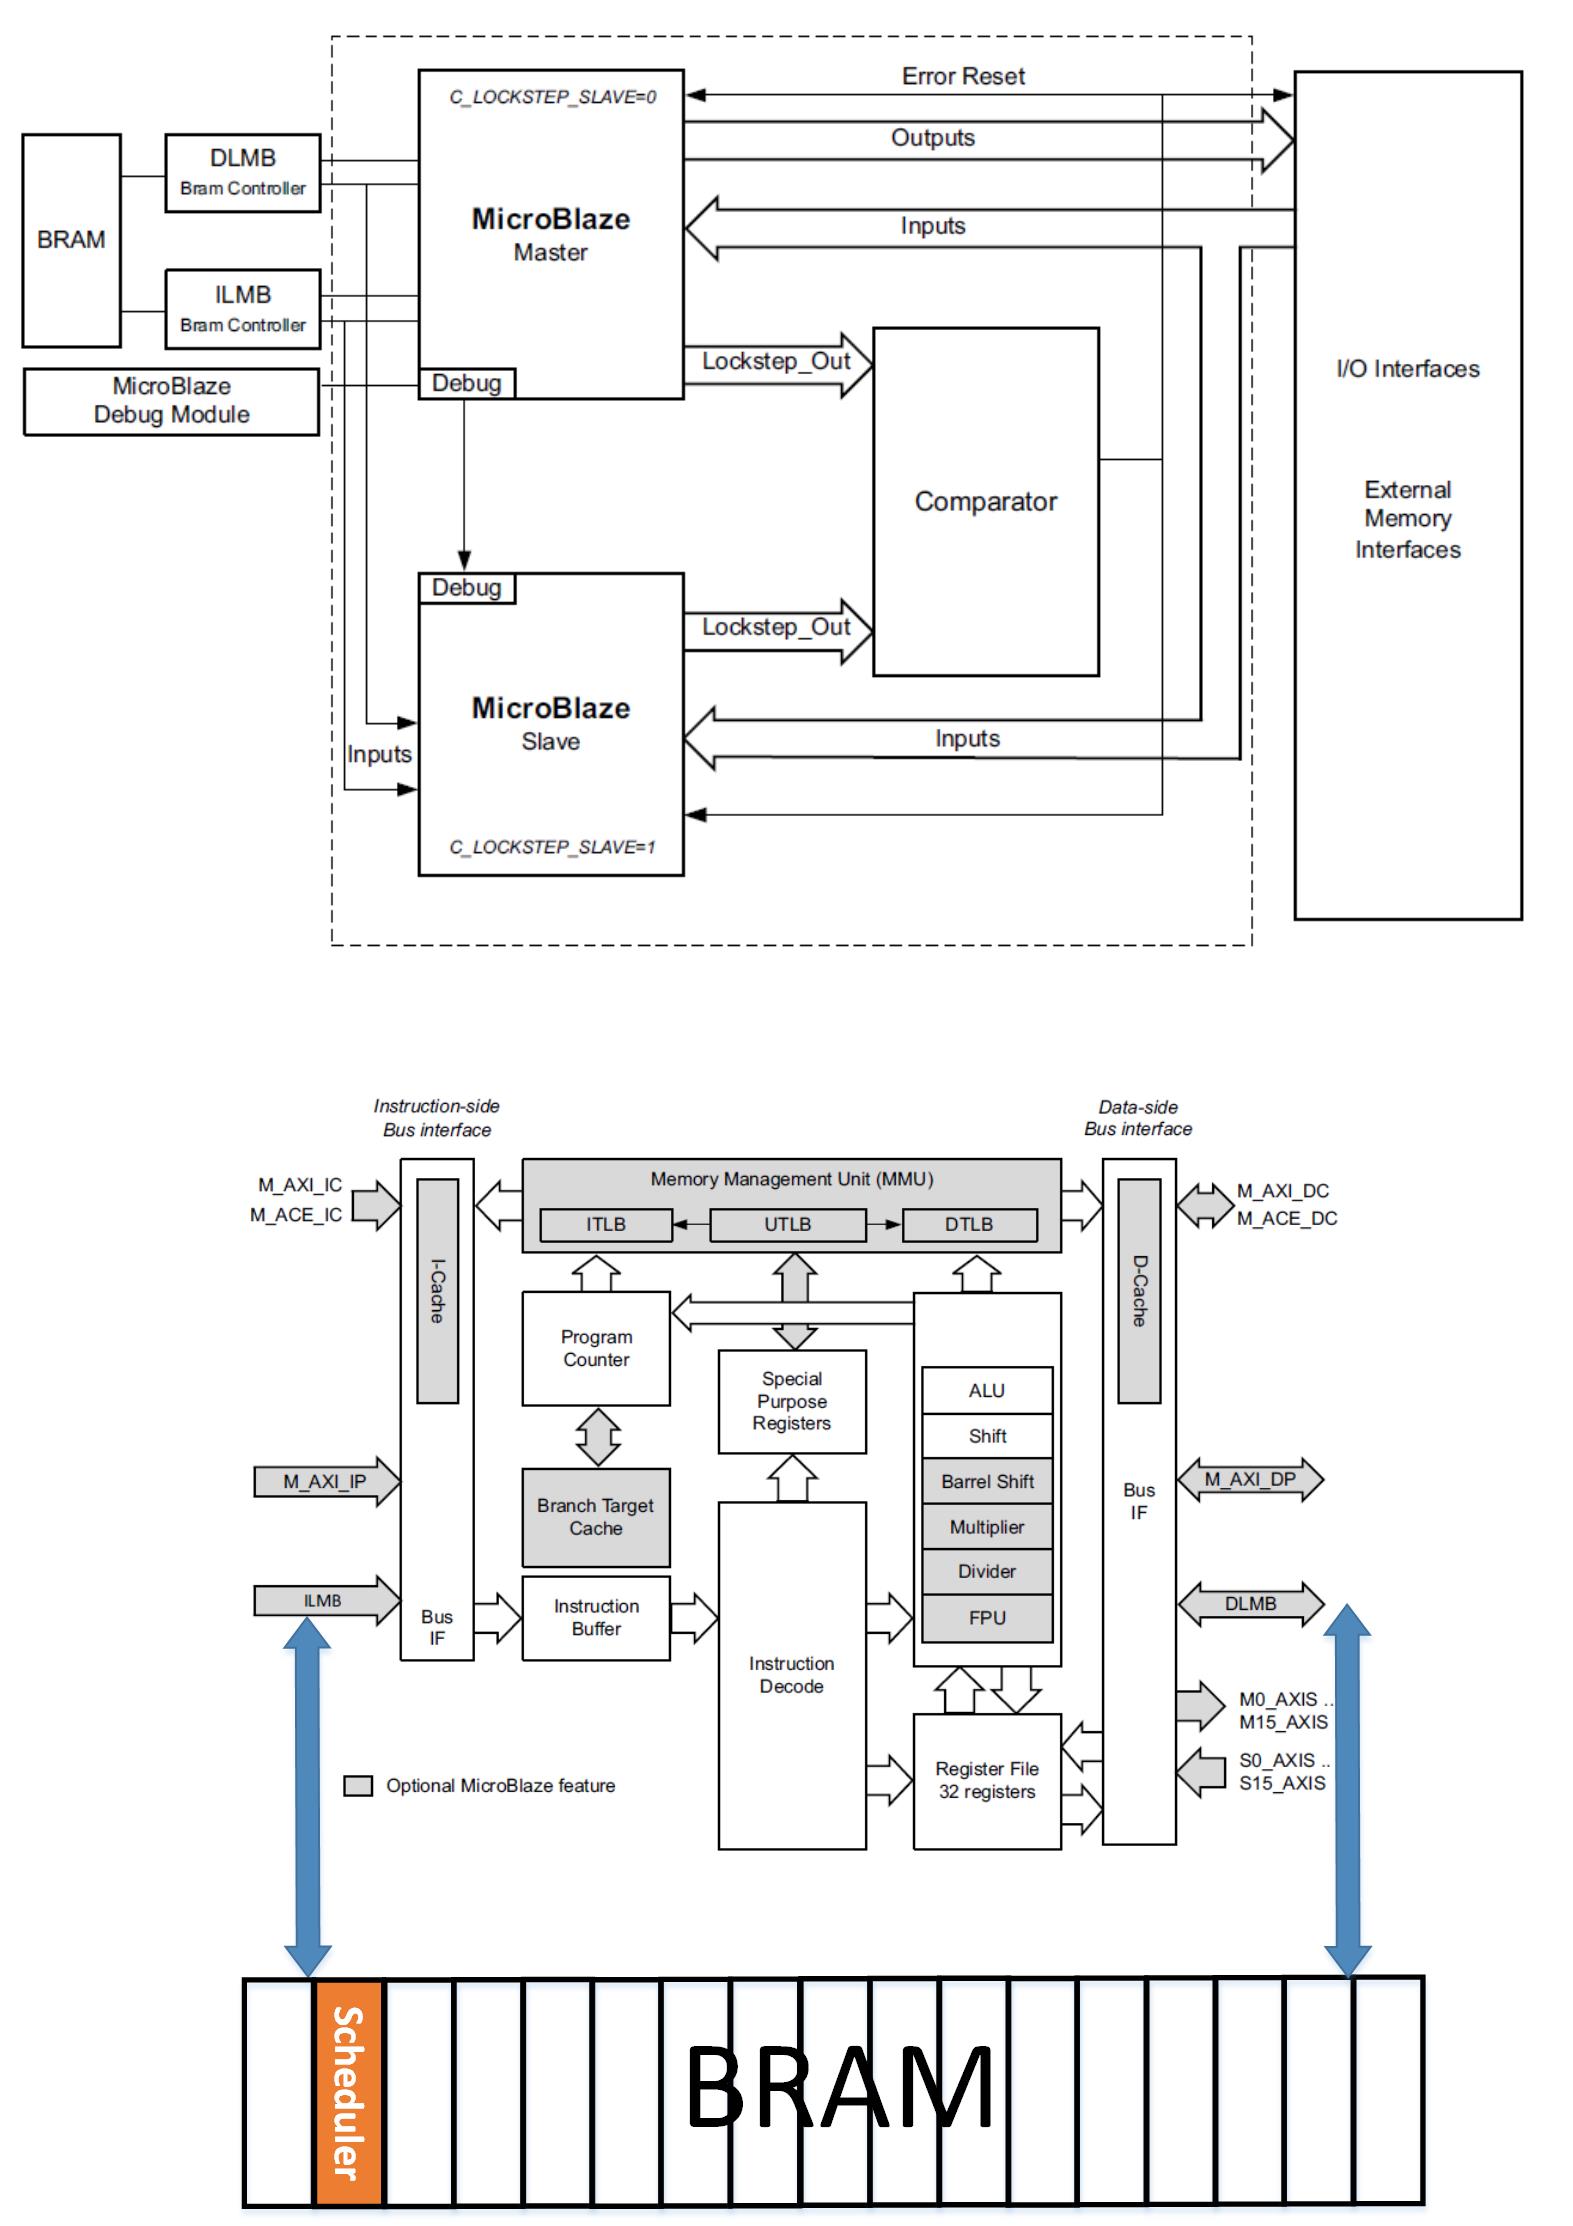 Error Reset
C_LOCKSTEP_SLAVE=0
Outputs
DLMB
Bram Controller
MicroBlaze
Master
Inputs
BRAM
ILMB
Bram Controller
Lockstep_Out
I/O Interfaces
MicroBlaze
Debug Module
Debug
Comparator
External
Memory
Interfaces
Debug
Lockstep_Out
MicroBlaze
Slave
Inputs
Inputs
C_LOCKSTEP_SLAVE=1
Instruction-side
Bus interface
Data-side
Bus interface
M_AXI_IC
M_ACE_IC
Memory Management Unit (MMU)
ITLB
UTLB
DTLB
M_AXI_DC
M_ACE_DC
I-Cache
D-Cache
Program
Counter
Special
Purpose
Registers
ALU
Shift
Barrel Shift
Multiplier
Divider
FPU
M_AXI_IP
Branch Target
Cache
Bus
IF
M_AXI_DP
ILMB
Bus
IF
Instruction
Buffer
Instruction
Decode
DLMB
M0_AXIS ..
M15_AXIS
S0_AXIS ..
S15_AXIS
Register File
32 registers
Optional MicroBlaze feature
Scheduler
BRAM